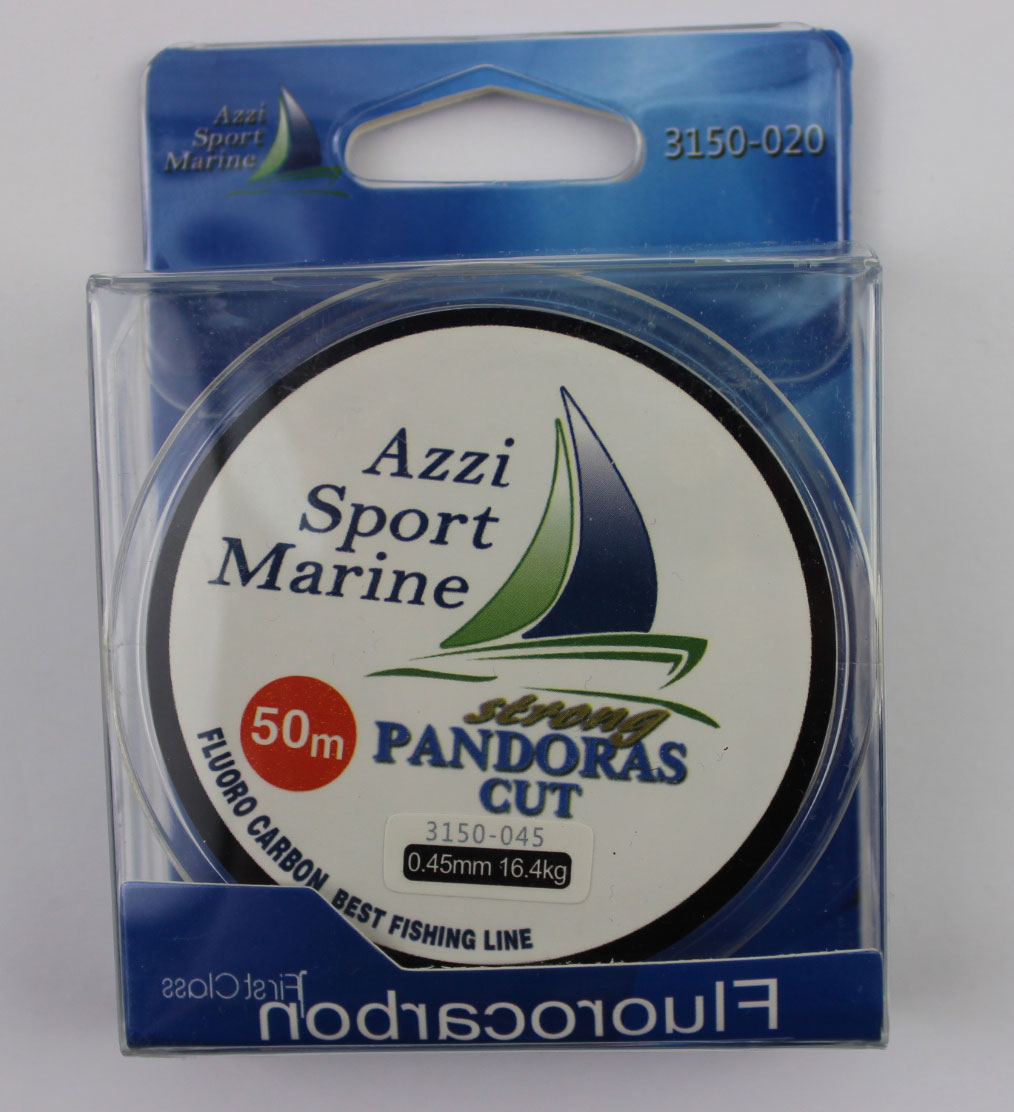 Azzi
Sport
Marine
3150-020
Azzi
Sport
Marine
50m
strong
PANDORAS
CUT
3150-045
0.45mm 16.4kg
FLUORO CARBON BEST FISHING LINE
First Class
Fluorocarbon